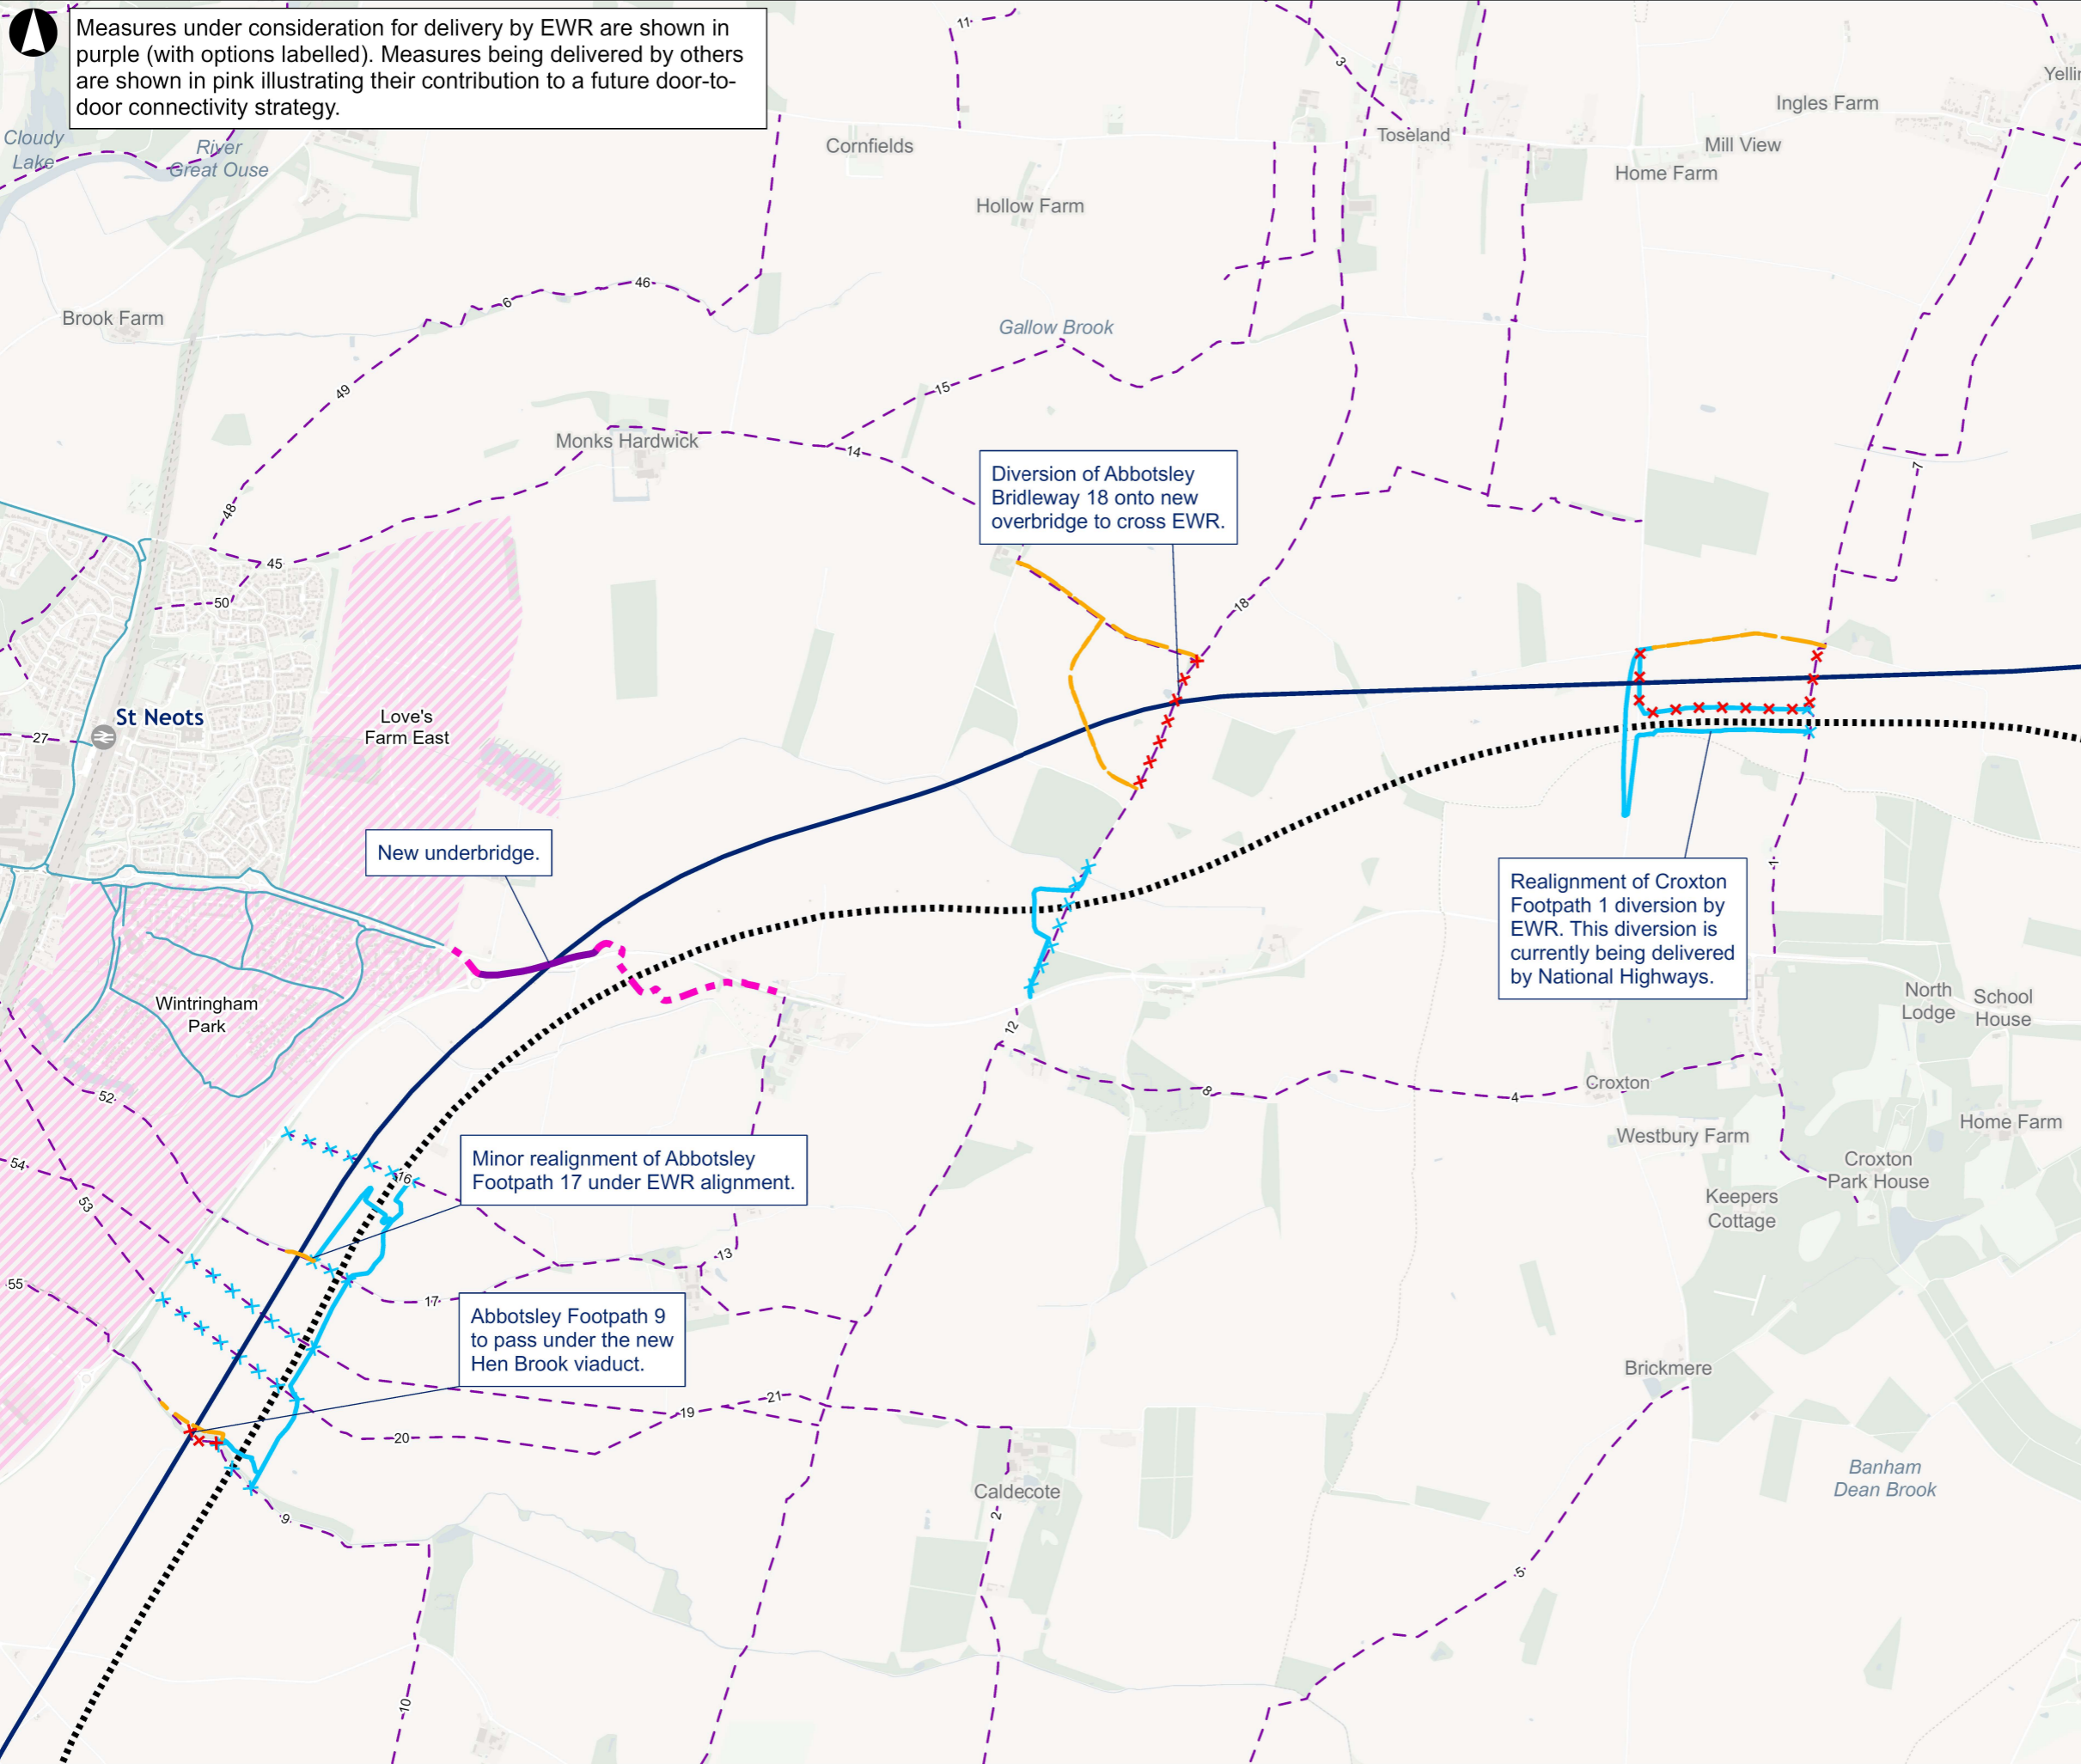 Measures under consideration for delivery by EWR are shown in
purple (with options labelled). Measures being delivered by others
are shown in pink illustrating their contribution to a future door-to-
door connectivity strategy.
11
3
Yellin
Ingles Farm
Cloudy
Lake
River
Great Ouse
Cornfields
Toseland
Mill View
Home Farm
Hollow Farm
46
6
Brook Farm
Gallow Brook
49
15
Monks Hardwick
14
7
48
Diversion of Abbotsley
Bridleway 18 onto new
overbridge to cross EWR.
45
50
18
St Neots
27
Love's
Farm East
New underbridge.
1
Realignment of Croxton
Footpath 1 diversion by
EWR. This diversion is
currently being delivered
by National Highways.
Wintringham
Park
North
Lodge
School
House
12
52
8
4
Croxton
Home Farm
Westbury Farm
54
16
Minor realignment of Abbotsley
Footpath 17 under EWR alignment.
Croxton
Park House
53
Keepers
Cottage
13
55
17
Abbotsley Footpath 9
to pass under the new
Hen Brook viaduct.
Brickmere
21
19
20
Caldecote
Banham
Dean Brook
9
2
5
10